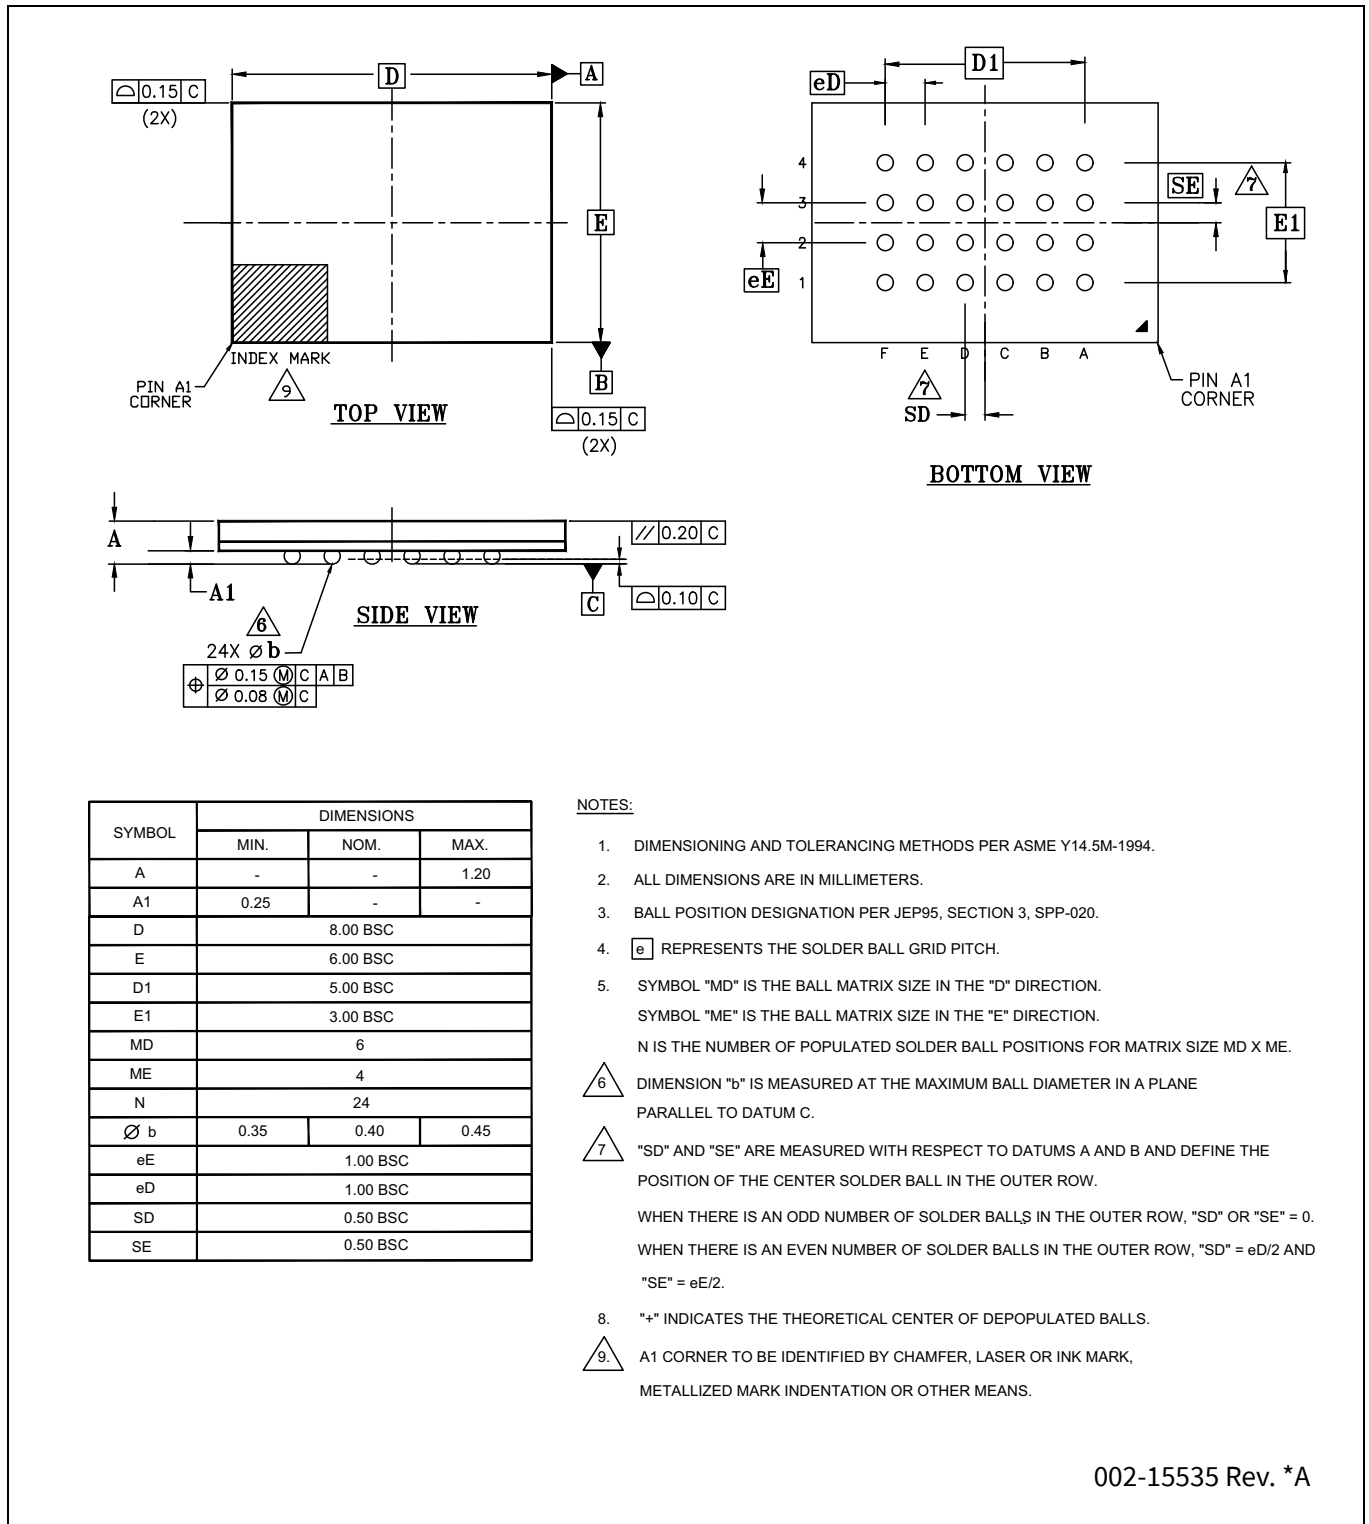 D
A
⌓ 0.15 C
(2X)
E
INDEX MARK
9
PIN A1
CORNER
B
TOP VIEW
⌓ 0.15 C
(2X)
D1
eD
4
3
2
1
SE
7
E1
eE
F E D C B A
7
SD
PIN A1
CORNER
BOTTOM VIEW
A
// 0.20 C
A1
C
⌓ 0.10 C
SIDE VIEW
6
24X ⌀ b
⌖ ⌀ 0.15 Ⓜ C A B
⌀ 0.08 Ⓜ C
SYMBOL DIMENSIONS
MIN. NOM. MAX.
A - - 1.20
A1 0.25 - -
D 8.00 BSC
E 6.00 BSC
D1 5.00 BSC
E1 3.00 BSC
MD 6
ME 4
N 24
⌀ b 0.35 0.40 0.45
eE 1.00 BSC
eD 1.00 BSC
SD 0.50 BSC
SE 0.50 BSC
NOTES:
1. DIMENSIONING AND TOLERANCING METHODS PER ASME Y14.5M-1994.
2. ALL DIMENSIONS ARE IN MILLIMETERS.
3. BALL POSITION DESIGNATION PER JEP95, SECTION 3, SPP-020.
4. e REPRESENTS THE SOLDER BALL GRID PITCH.
5. SYMBOL "MD" IS THE BALL MATRIX SIZE IN THE "D" DIRECTION.
SYMBOL "ME" IS THE BALL MATRIX SIZE IN THE "E" DIRECTION.
N IS THE NUMBER OF POPULATED SOLDER BALL POSITIONS FOR MATRIX SIZE MD X ME.
6 DIMENSION "b" IS MEASURED AT THE MAXIMUM BALL DIAMETER IN A PLANE
PARALLEL TO DATUM C.
7 "SD" AND "SE" ARE MEASURED WITH RESPECT TO DATUMS A AND B AND DEFINE THE
POSITION OF THE CENTER SOLDER BALL IN THE OUTER ROW.
WHEN THERE IS AN ODD NUMBER OF SOLDER BALLS IN THE OUTER ROW, "SD" OR "SE" = 0.
WHEN THERE IS AN EVEN NUMBER OF SOLDER BALLS IN THE OUTER ROW, "SD" = eD/2 AND
"SE" = eE/2.
8. "+" INDICATES THE THEORETICAL CENTER OF DEPOPULATED BALLS.
9. A1 CORNER TO BE IDENTIFIED BY CHAMFER, LASER OR INK MARK,
METALLIZED MARK INDENTATION OR OTHER MEANS.
002-15535 Rev. *A